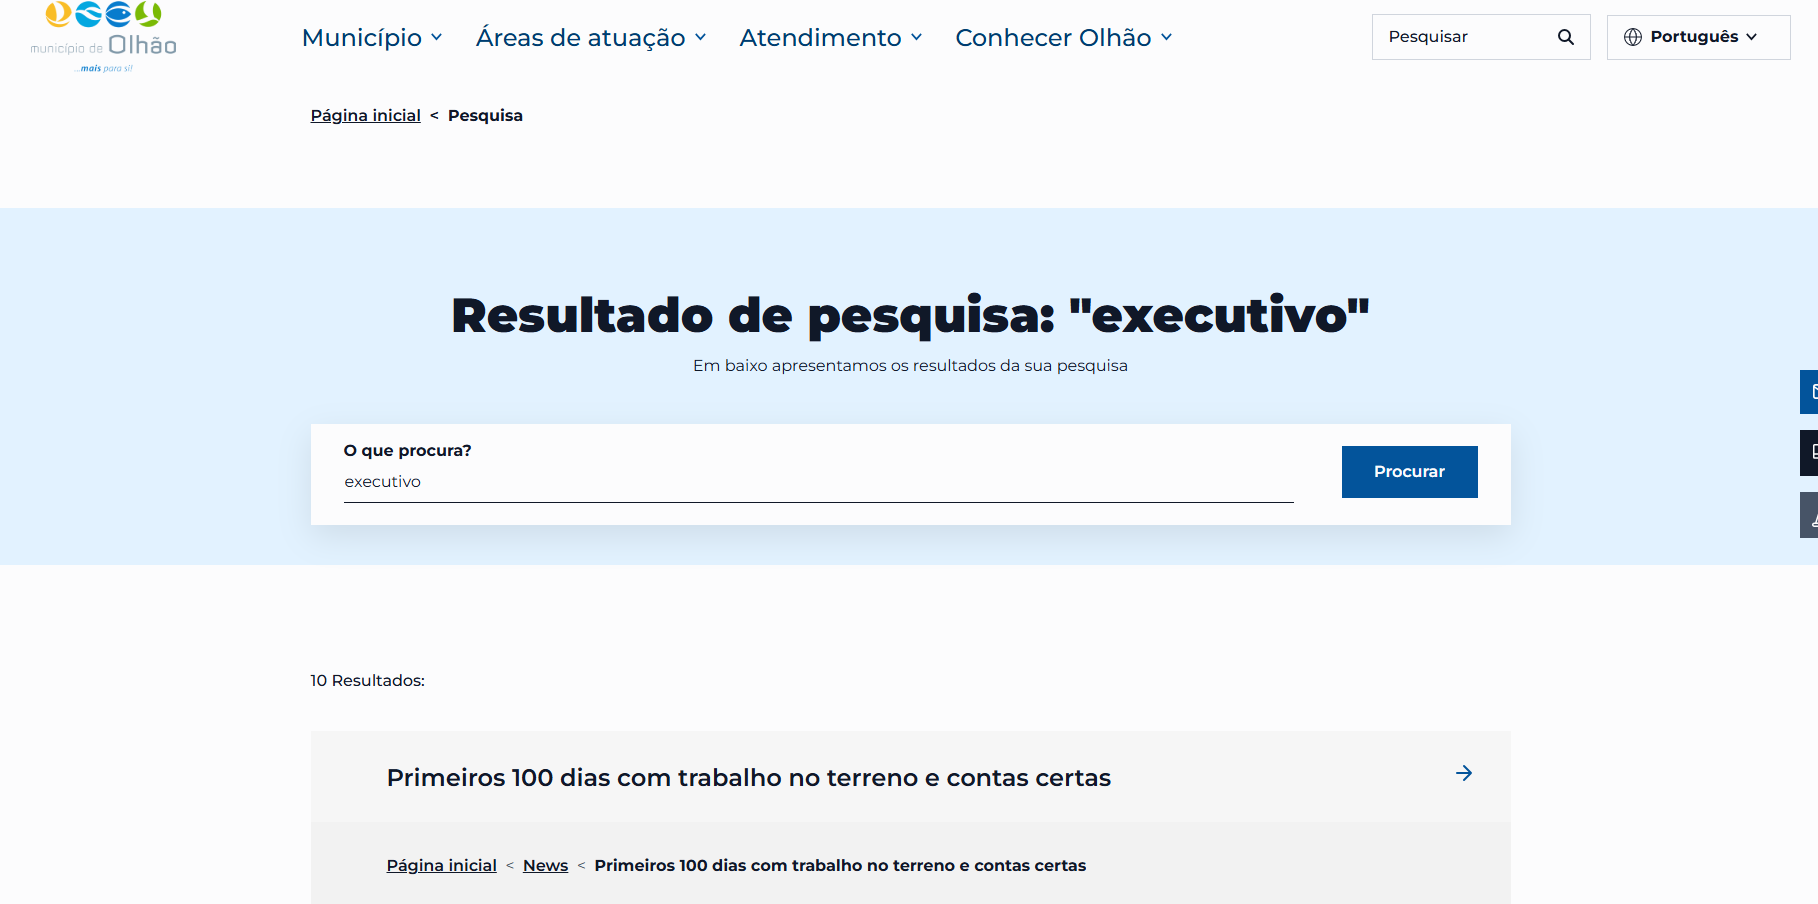 município de Olhão
...mais para si!
Município
Áreas de atuação
Atendimento
Conhecer Olhão
Pesquisar
Português
Página inicial < Pesquisa
Resultado de pesquisa: "executivo"
Em baixo apresentamos os resultados da sua pesquisa
O que procura?
executivo
Procurar
10 Resultados:
Primeiros 100 dias com trabalho no terreno e contas certas
Página inicial < News < Primeiros 100 dias com trabalho no terreno e contas certas